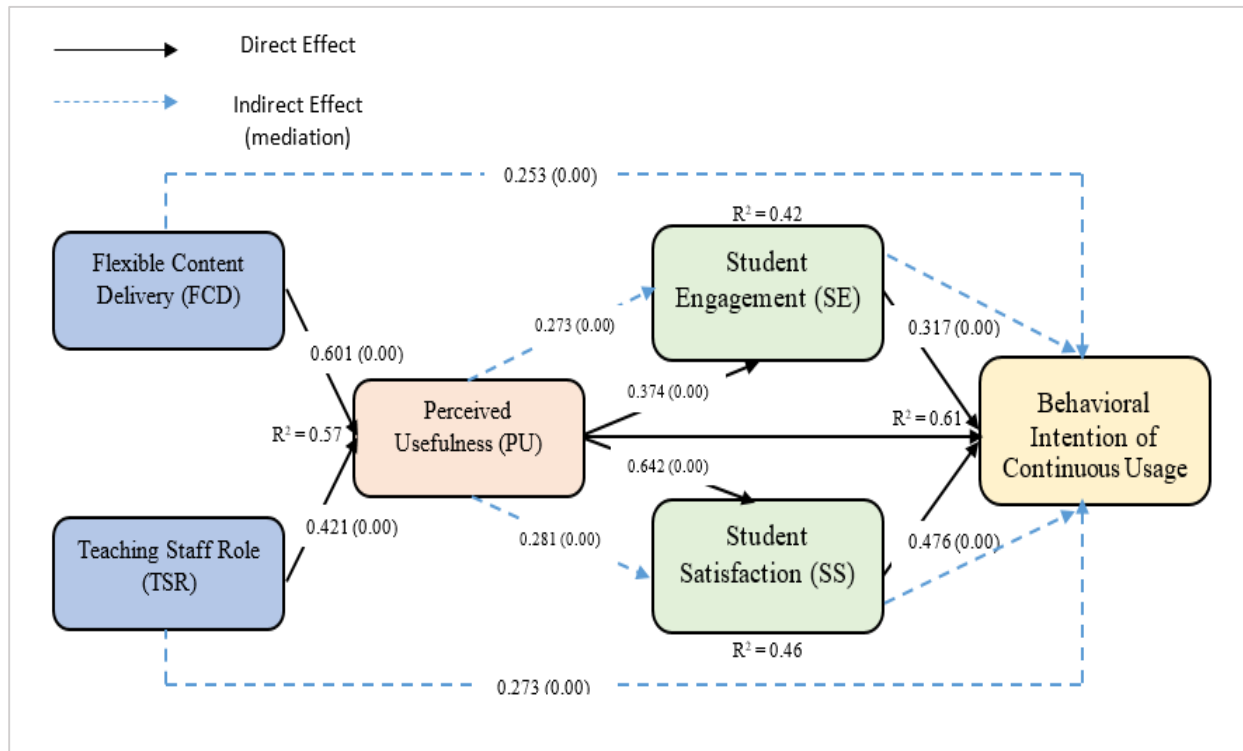 Direct Effect
Indirect Effect
(mediation)
0.253 (0.00)
R² = 0.42
Flexible Content
Delivery (FCD)
Student
Engagement (SE)
0.273 (0.00)
0.317 (0.00)
0.601 (0.00)
0.374 (0.00)
Perceived
Usefulness (PU)
R² = 0.57
R² = 0.61
Behavioral
Intention of
Continuous Usage
0.642 (0.00)
0.421 (0.00)
0.281 (0.00)
Teaching Staff Role
(TSR)
Student
Satisfaction (SS)
0.476 (0.00)
R² = 0.46
0.273 (0.00)